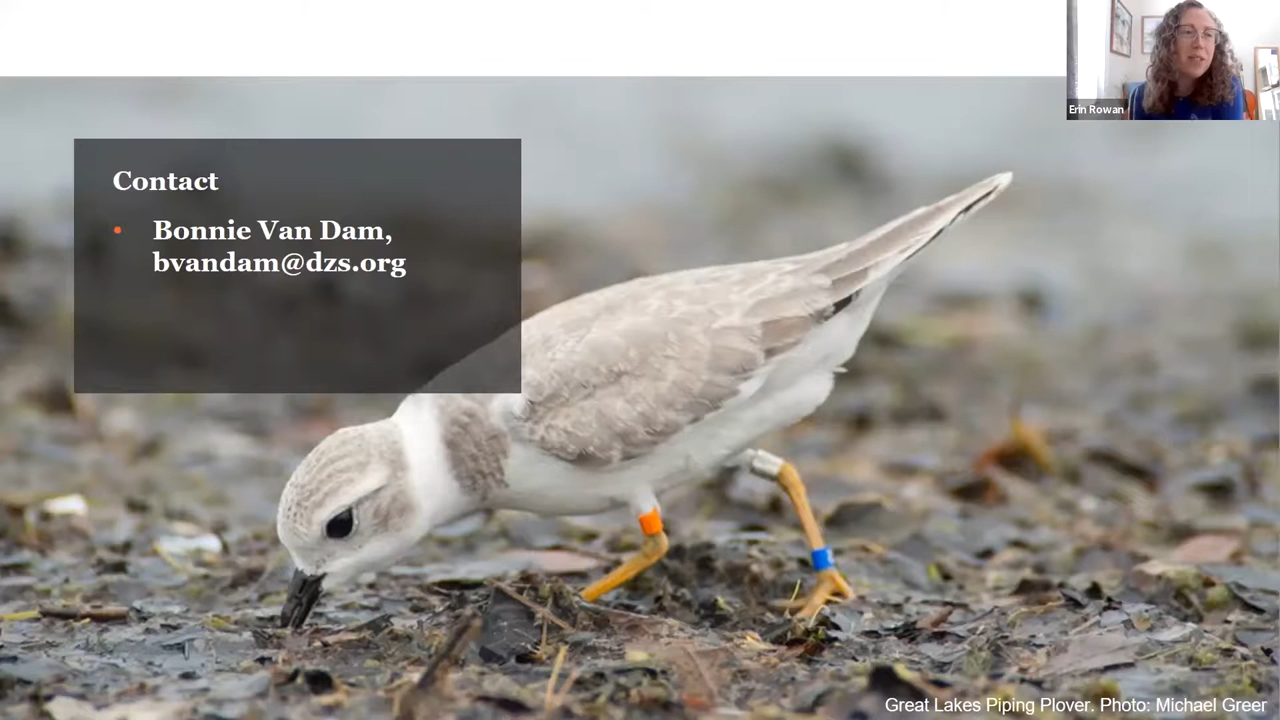 Erin Rowan
Contact
• Bonnie Van Dam,
bvandam@dzs.org
Great Lakes Piping Plover. Photo: Michael Greer